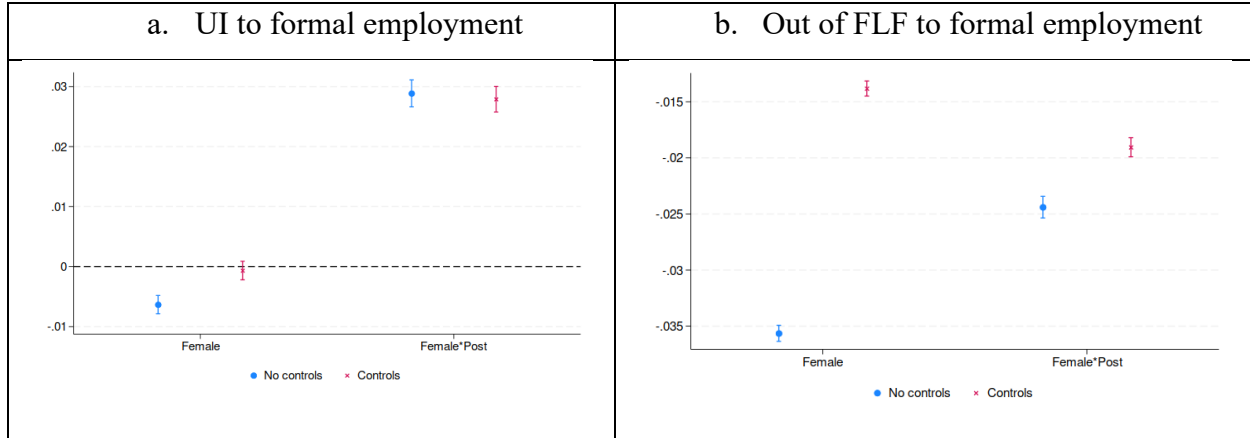 a. UI to formal employment
b. Out of FLF to formal employment
.03
.02
.01
0
-.01
Female
Female*Post
No controls
Controls
-.015
-.02
-.025
-.03
-.035
Female
Female*Post
No controls
Controls